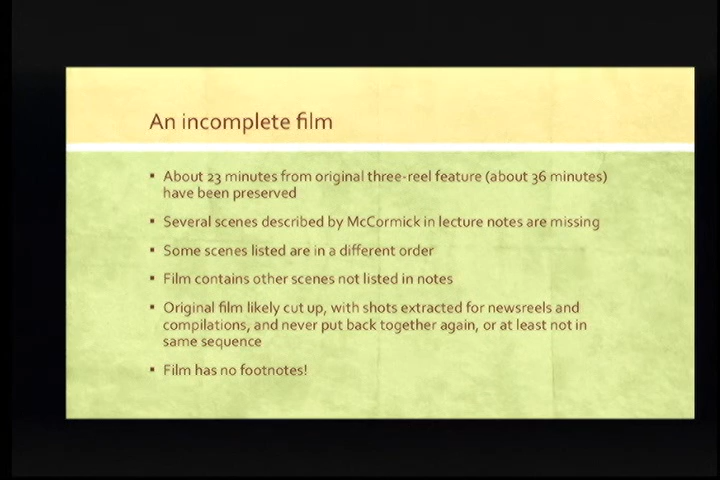 An incomplete film
▪ About 23 minutes from original three-reel feature (about 36 minutes)
have been preserved
▪ Several scenes described by McCormick in lecture notes are missing
▪ Some scenes listed are in a different order
▪ Film contains other scenes not listed in notes
▪ Original film likely cut up, with shots extracted for newsreels and
compilations, and never put back together again, or at least not in
same sequence
▪ Film has no footnotes!